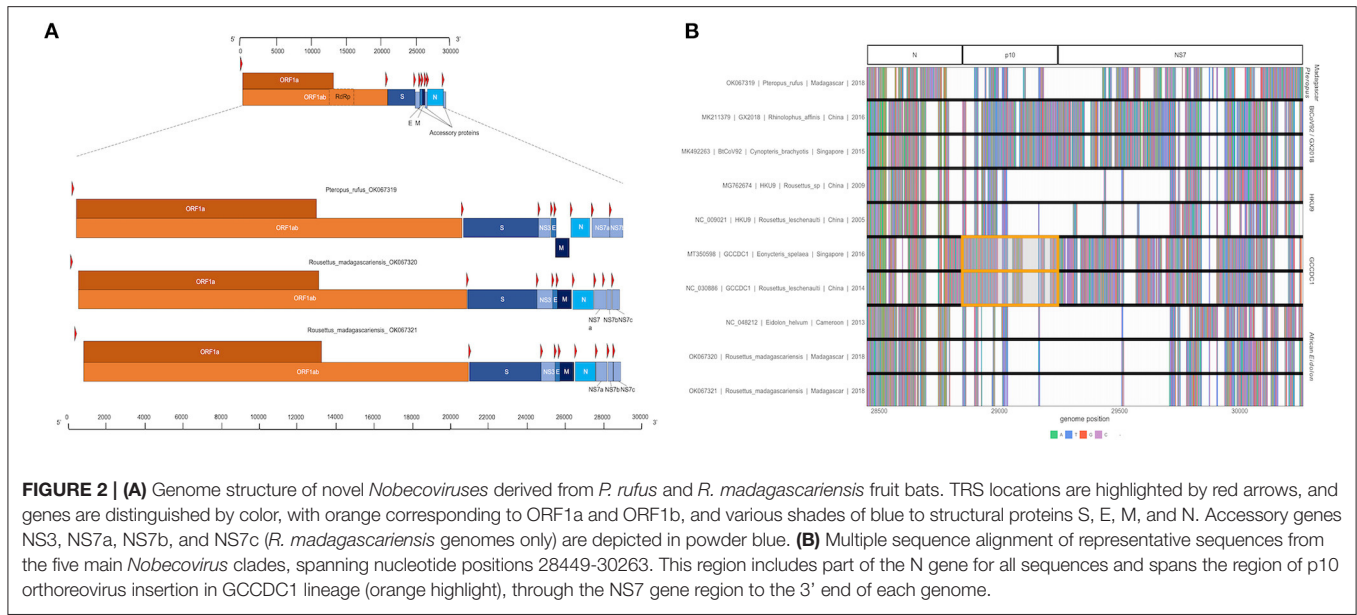 A
5' 3'
0 5000 10000 15000 20000 25000 30000
ORF1a
ORF1ab RdRp S N
E M
Accessory proteins
Pteropus_rufus_OK067319
ORF1a
ORF1ab S NS3 E M N NS7a NS7b
Rousettus_madagascariensis_OK067320
ORF1a
ORF1ab S NS3 E M N
NS7a NS7b NS7c
Rousettus_madagascariensis_OK067321
ORF1a
ORF1ab S NS3 E M N
NS7a NS7b NS7c
5' 0 2000 4000 6000 8000 10000 12000 14000 16000 18000 20000 22000 24000 26000 28000 30000 3'
B
N p10 NS7
OK067319 | Pteropus_rufus | Madagascar | 2018
MK211379 | GX2018 | Rhinolophus_affinis | China | 2016
MK492263 | BtCoV92 | Cynopteris_brachyotis | Singapore | 2015
MG762674 | HKU9 | Rousettus_sp | China | 2009
NC_009021 | HKU9 | Rousettus_leschenaulti | China | 2005
MT350598 | GCCDC1 | Eonycteris_spelaea | Singapore | 2016
NC_030886 | GCCDC1 | Rousettus_leschenaulti | China | 2014
NC_048212 | Eidolon_helvum | Cameroon | 2013
OK067320 | Rousettus_madagascariensis | Madagascar | 2018
OK067321 | Rousettus_madagascariensis | Madagascar | 2018
Madagascar
Pteropus
BtCoV92 / GX2018
HKU9
GCCDC1
African Eidolon
28500 29000 29500 30000
genome position
A T G C -
FIGURE 2 | (A) Genome structure of novel Nobecoviruses derived from P. rufus and R. madagascariensis fruit bats. TRS locations are highlighted by red arrows, and
genes are distinguished by color, with orange corresponding to ORF1a and ORF1b, and various shades of blue to structural proteins S, E, M, and N. Accessory genes
NS3, NS7a, NS7b, and NS7c (R. madagascariensis genomes only) are depicted in powder blue. (B) Multiple sequence alignment of representative sequences from
the five main Nobecovirus clades, spanning nucleotide positions 28449-30263. This region includes part of the N gene for all sequences and spans the region of p10
orthoreovirus insertion in GCCDC1 lineage (orange highlight), through the NS7 gene region to the 3' end of each genome.